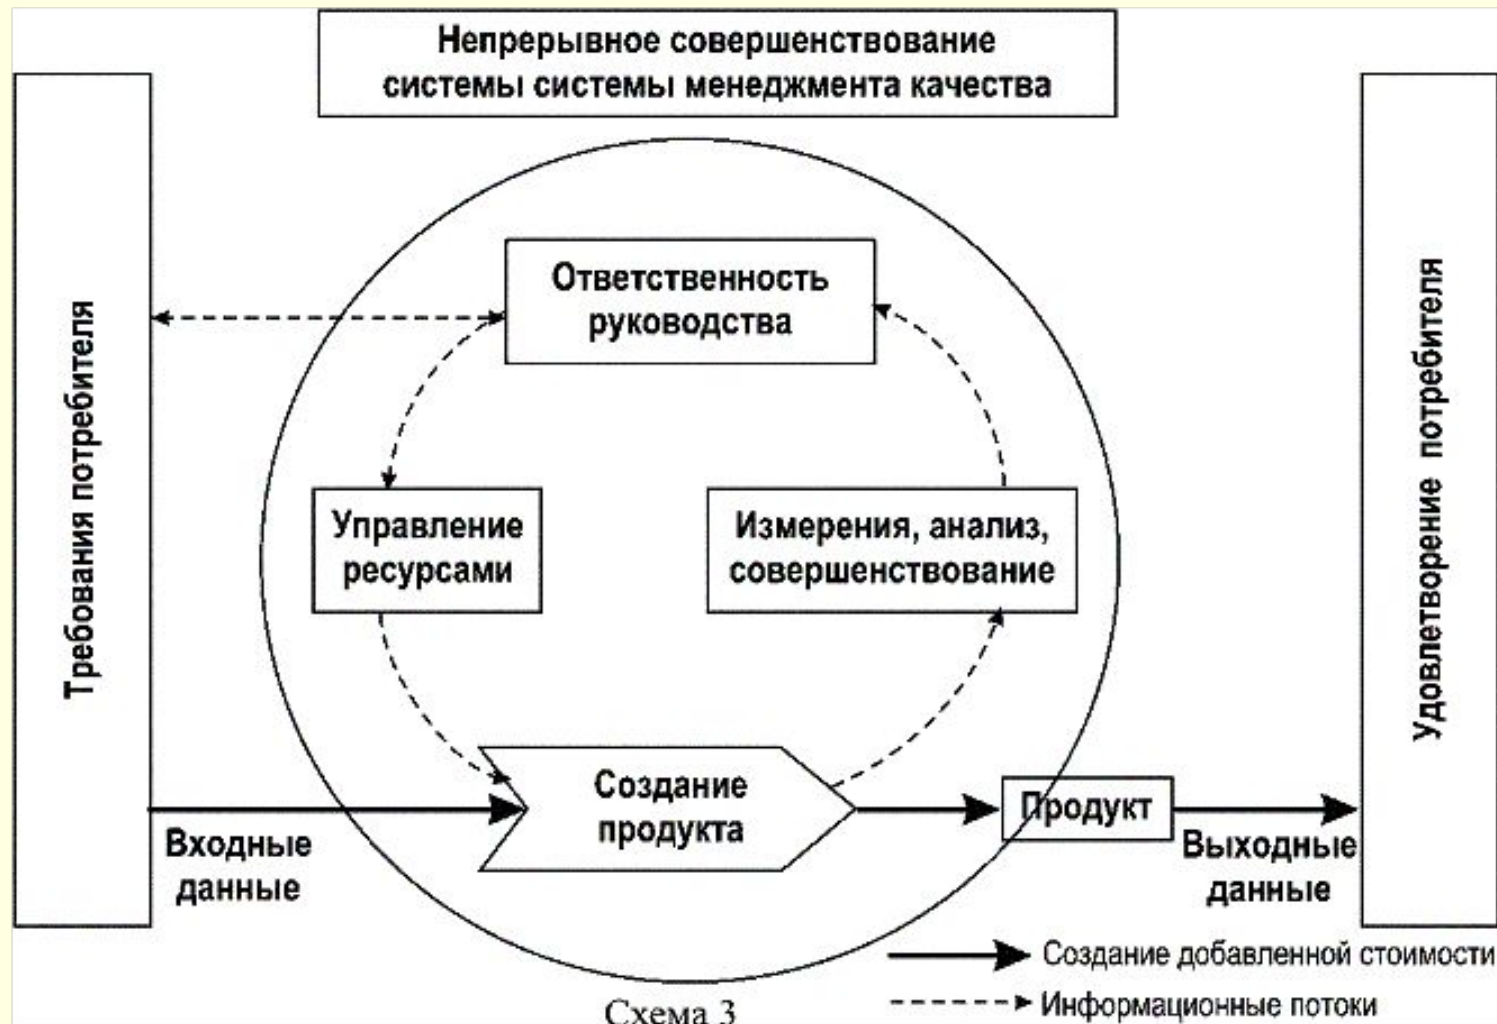 Непрерывное совершенствование
системы системы менеджмента качества
Требования потребителя
Ответственность
руководства
Удовлетворение потребителя
Управление
ресурсами
Измерения, анализ,
совершенствование
Создание
продукта
Продукт
Входные
данные
Выходные
данные
Создание добавленной стоимости
Информационные потоки
Схема 3